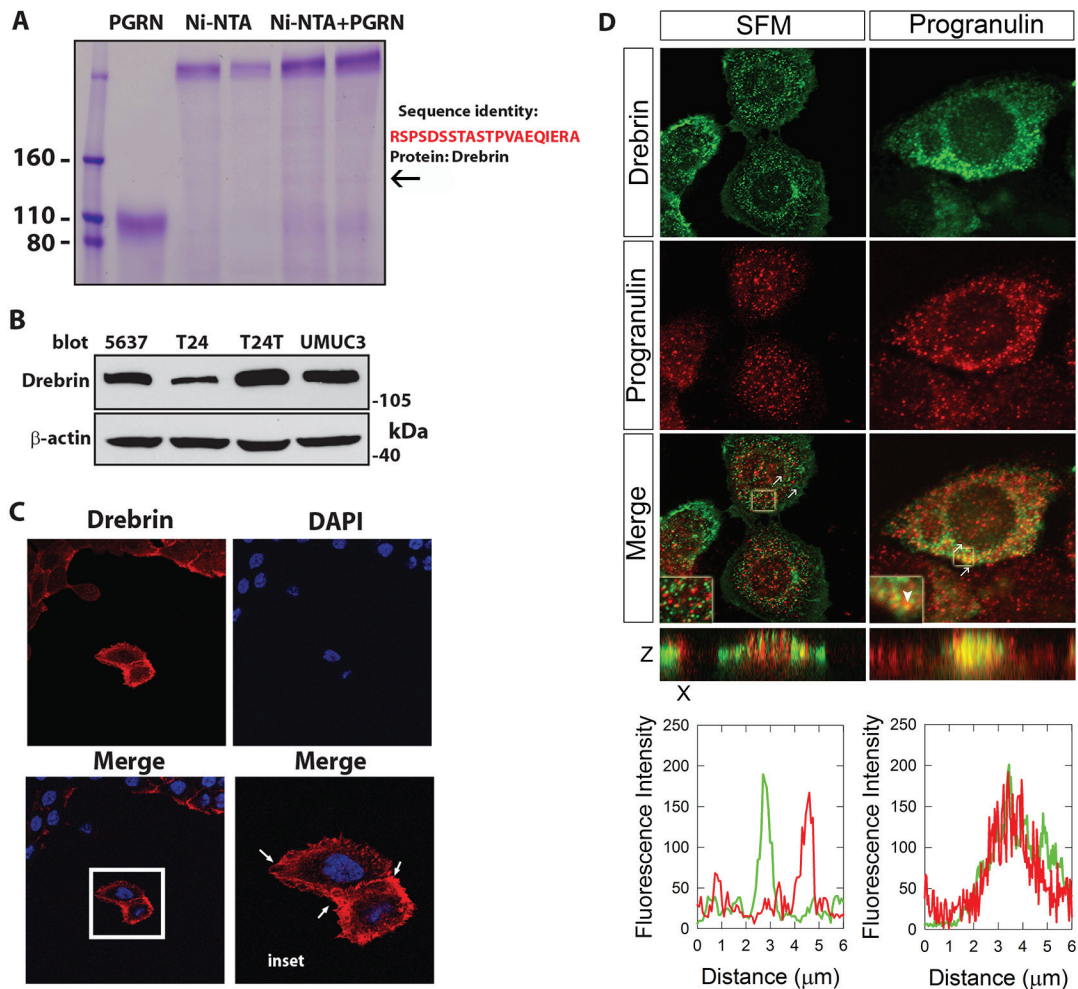 A
PGRN Ni-NTA Ni-NTA+PGRN
160 -
110 -
80 -
Sequence identity:
RSPSDSSTASTPVAEQIERA
Protein: Drebrin
B
blot 5637 T24 T24T UMUC3
Drebrin
-105
β-actin
kDa
-40
C
Drebrin DAPI
Merge Merge
inset
D
SFM Progranulin
Drebrin
Progranulin
Merge
Z
X
Fluorescence Intensity
250
200
150
100
50
0
0 1 2 3 4 5 6
Distance (μm)
Fluorescence Intensity
250
200
150
100
50
0
0 1 2 3 4 5 6
Distance (μm)